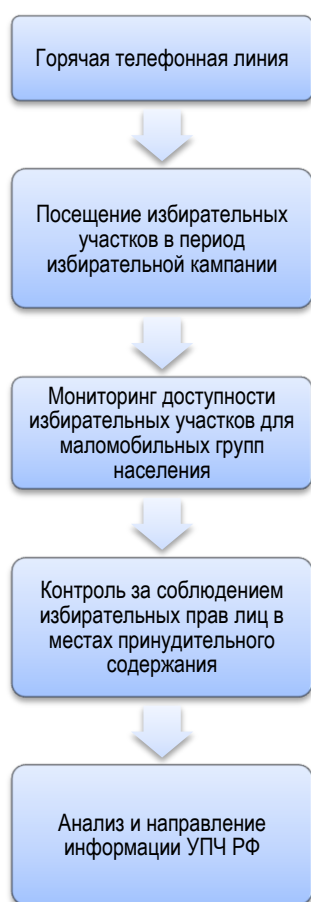 Горячая телефонная линия
Посещение избирательных
участков в период
избирательной кампании
Мониторинг доступности
избирательных участков для
маломобильных групп
населения
Контроль за соблюдением
избирательных прав лиц в
местах принудительного
содержания
Анализ и направление
информации УПЧ РФ